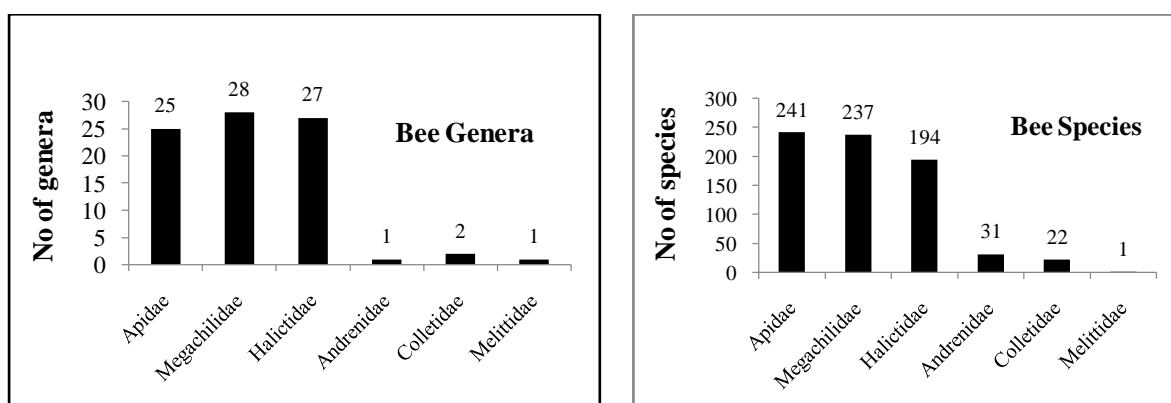 Bee Genera
No of genera
30
25
20
15
10
5
0
25
28
27
1
2
1
Apidae
Megachilidae
Halictidae
Andrenidae
Colletidae
Melittidae
Bee Species
No of species
300
250
200
150
100
50
0
241
237
194
31
22
1
Apidae
Megachilidae
Halictidae
Andrenidae
Colletidae
Melittidae